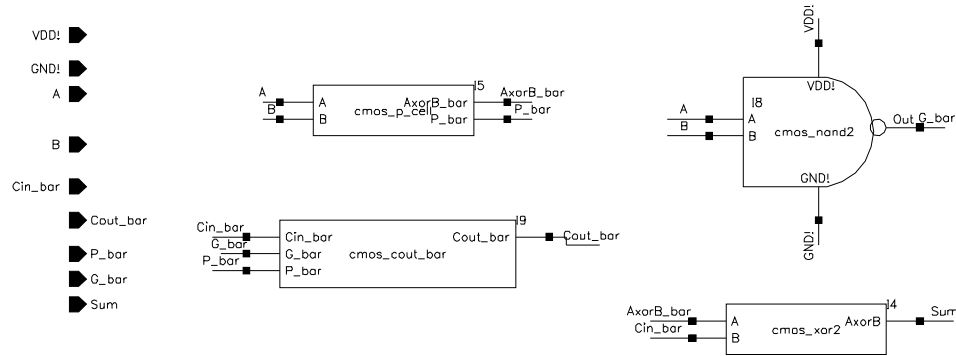 VDD!
GND!
A
B
Cin_bar
Cout_bar
P_bar
G_bar
Sum
I5
A
B
A
B
cmos_p_cell
AxorB_bar
P_bar
AxorB_bar
P_bar
I9
Cin_bar
G_bar
P_bar
Cin_bar
G_bar
P_bar
cmos_cout_bar
Cout_bar
Cout_bar
VDD!
VDD!
I8
A
B
A
B
cmos_nand2
Out
G_bar
GND!
GND!
I4
AxorB_bar
Cin_bar
A
B
cmos_xor2
AxorB
Sum